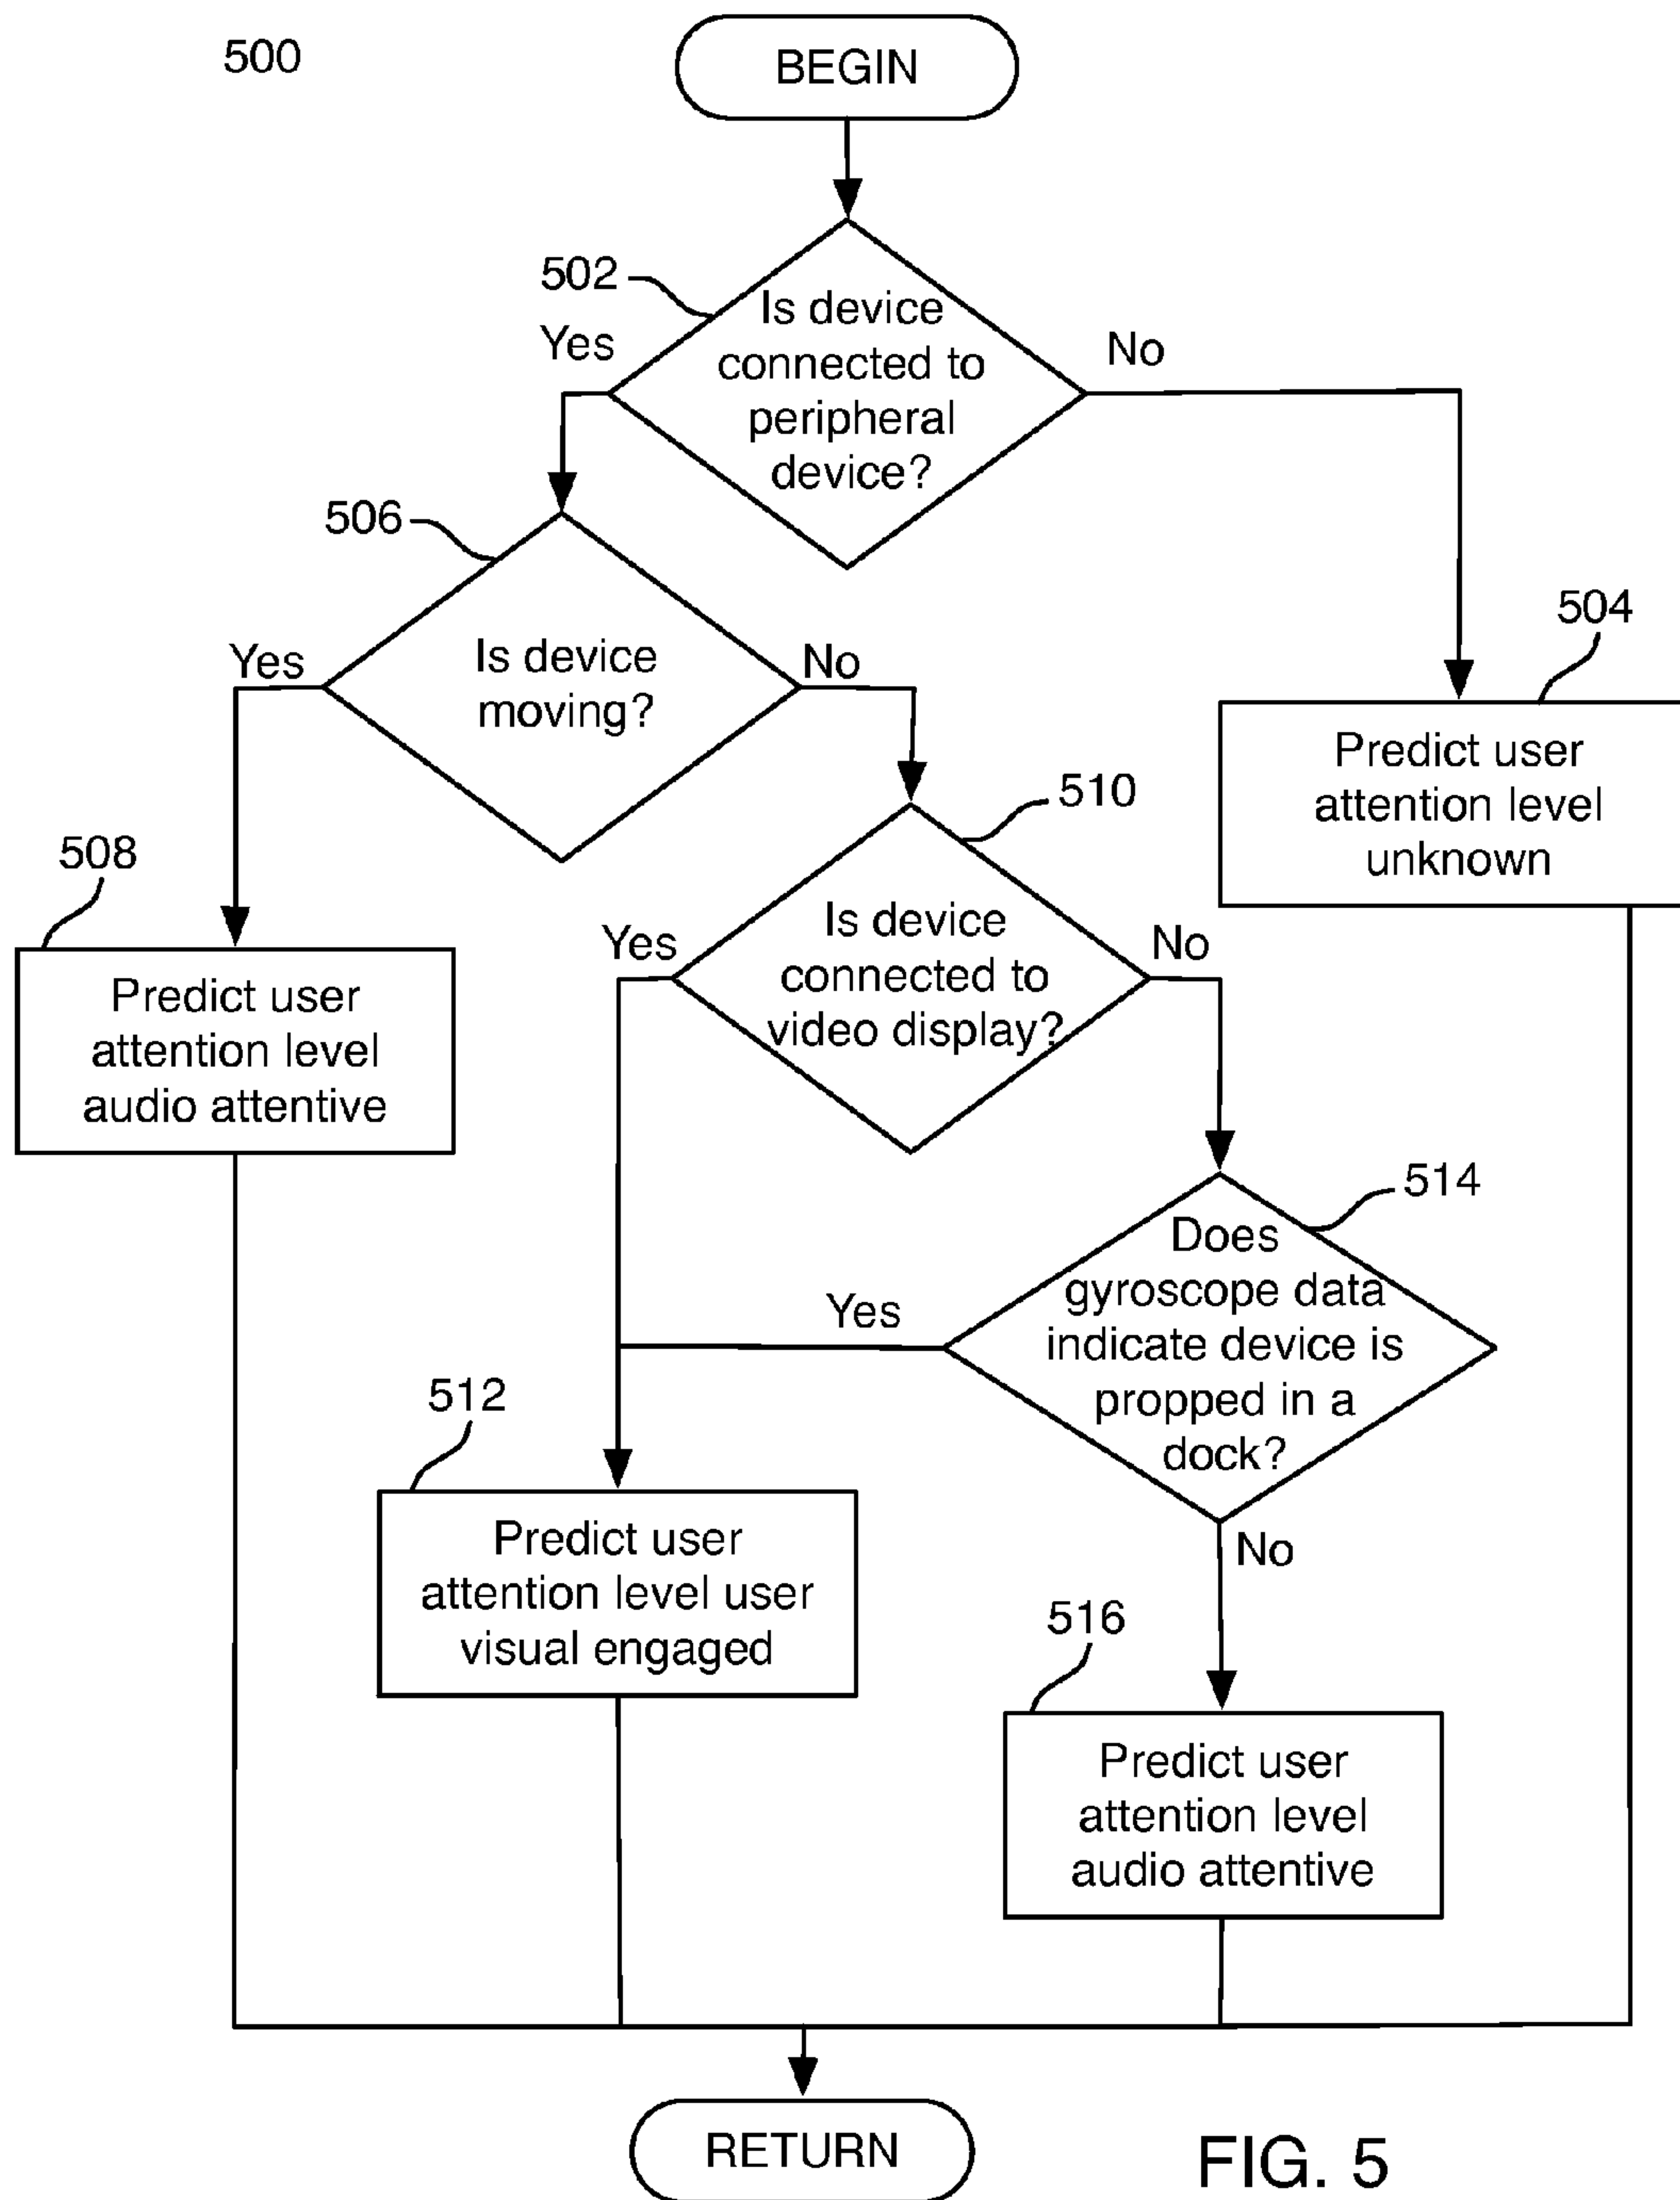 500
BEGIN
502
Is device
connected to
peripheral
device?
Yes
No
506
Is device
moving?
Yes
No
504
Predict user
attention level
unknown
510
Is device
connected to
video display?
Yes
No
508
Predict user
attention level
audio attentive
514
Does
gyroscope data
indicate device is
propped in a
dock?
Yes
No
512
Predict user
attention level user
visual engaged
516
Predict user
attention level
audio attentive
RETURN
FIG. 5